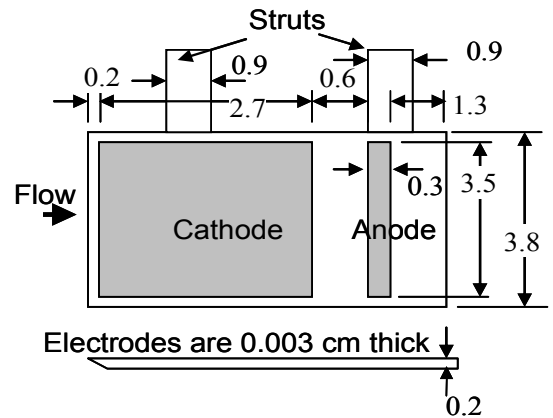 Struts
0.2
0.9
0.6
0.9
2.7
1.3
Flow
0.3
3.5
Cathode
Anode
3.8
Electrodes are 0.003 cm thick
0.2